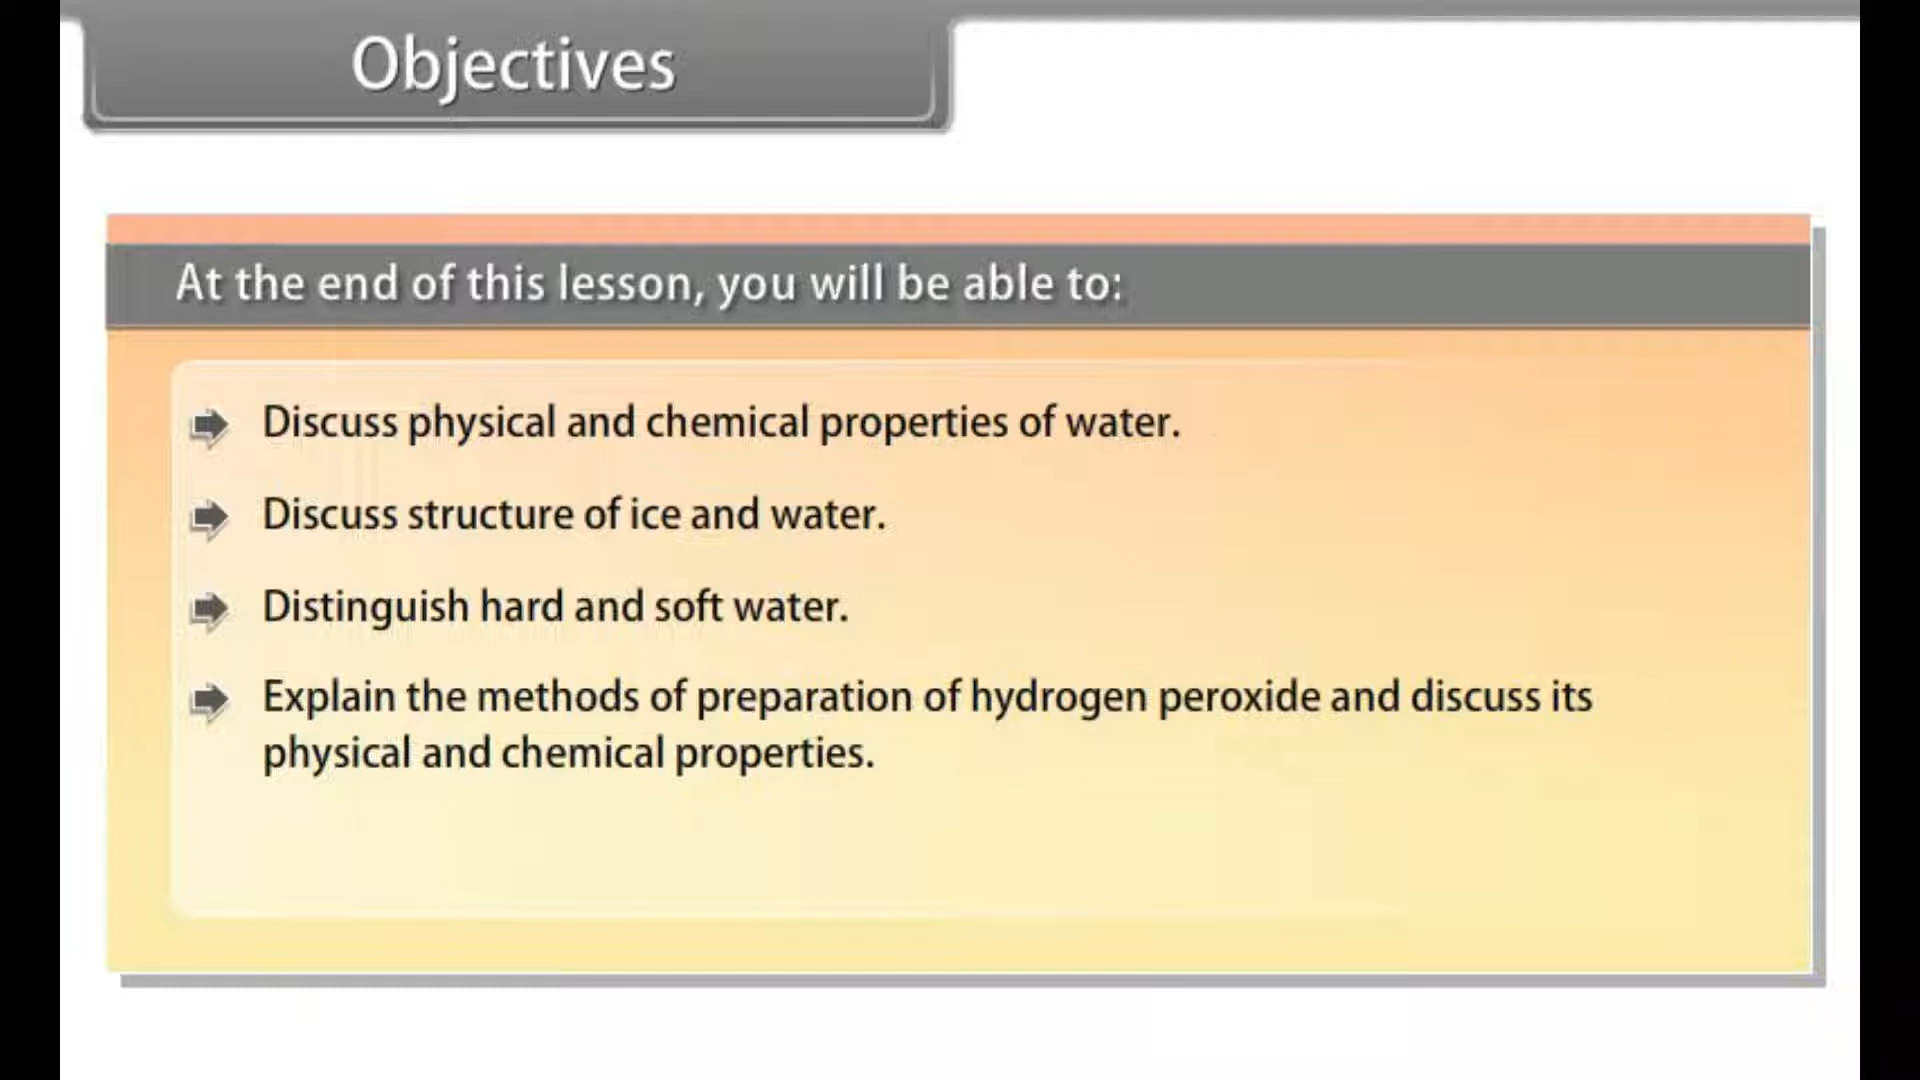 Objectives
At the end of this lesson, you will be able to:
Discuss physical and chemical properties of water.
Discuss structure of ice and water.
Distinguish hard and soft water.
Explain the methods of preparation of hydrogen peroxide and discuss its
physical and chemical properties.